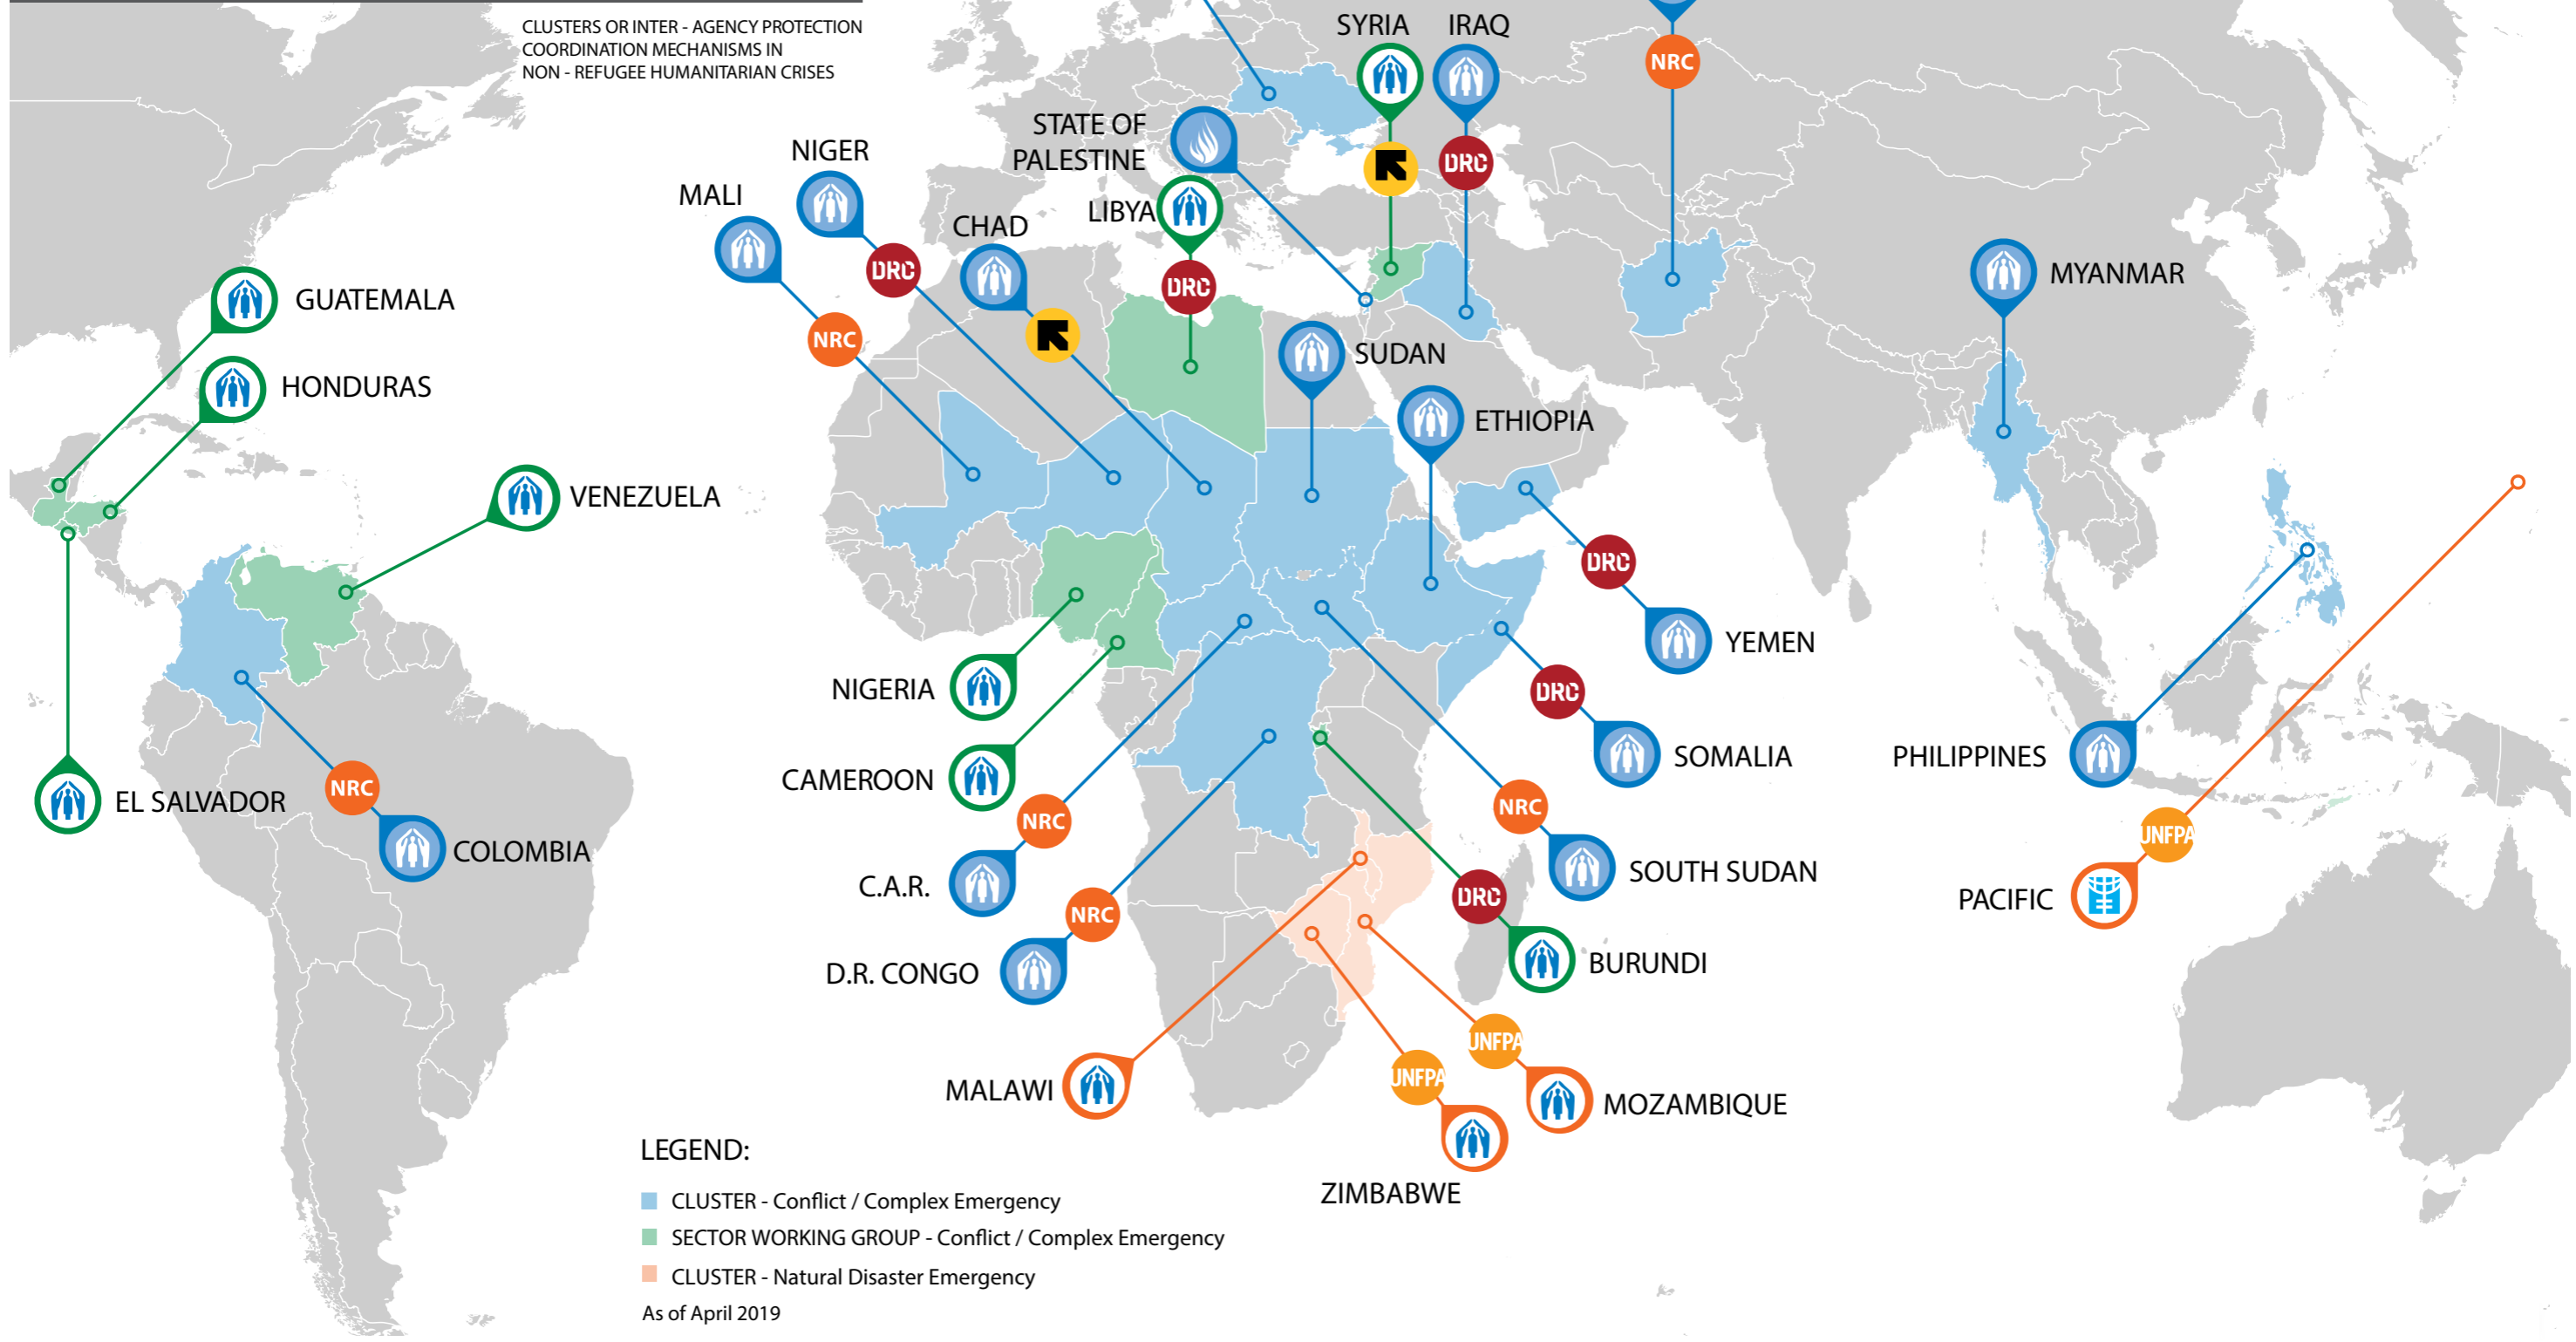 CLUSTERS OR INTER - AGENCY PROTECTION
COORDINATION MECHANISMS IN
NON - REFUGEE HUMANITARIAN CRISES
SYRIA
IRAQ
NRC
STATE OF
PALESTINE
DRC
NIGER
MALI
LIBYA
CHAD
DRC
DRC
NRC
MYANMAR
GUATEMALA
SUDAN
HONDURAS
ETHIOPIA
VENEZUELA
DRC
YEMEN
NIGERIA
DRC
SOMALIA
PHILIPPINES
CAMEROON
EL SALVADOR
NRC
COLOMBIA
NRC
NRC
UNFPA
C.A.R.
SOUTH SUDAN
DRC
PACIFIC
NRC
D.R. CONGO
BURUNDI
UNFPA
UNFPA
MALAWI
MOZAMBIQUE
ZIMBABWE
LEGEND:
CLUSTER - Conflict / Complex Emergency
SECTOR WORKING GROUP - Conflict / Complex Emergency
CLUSTER - Natural Disaster Emergency
As of April 2019